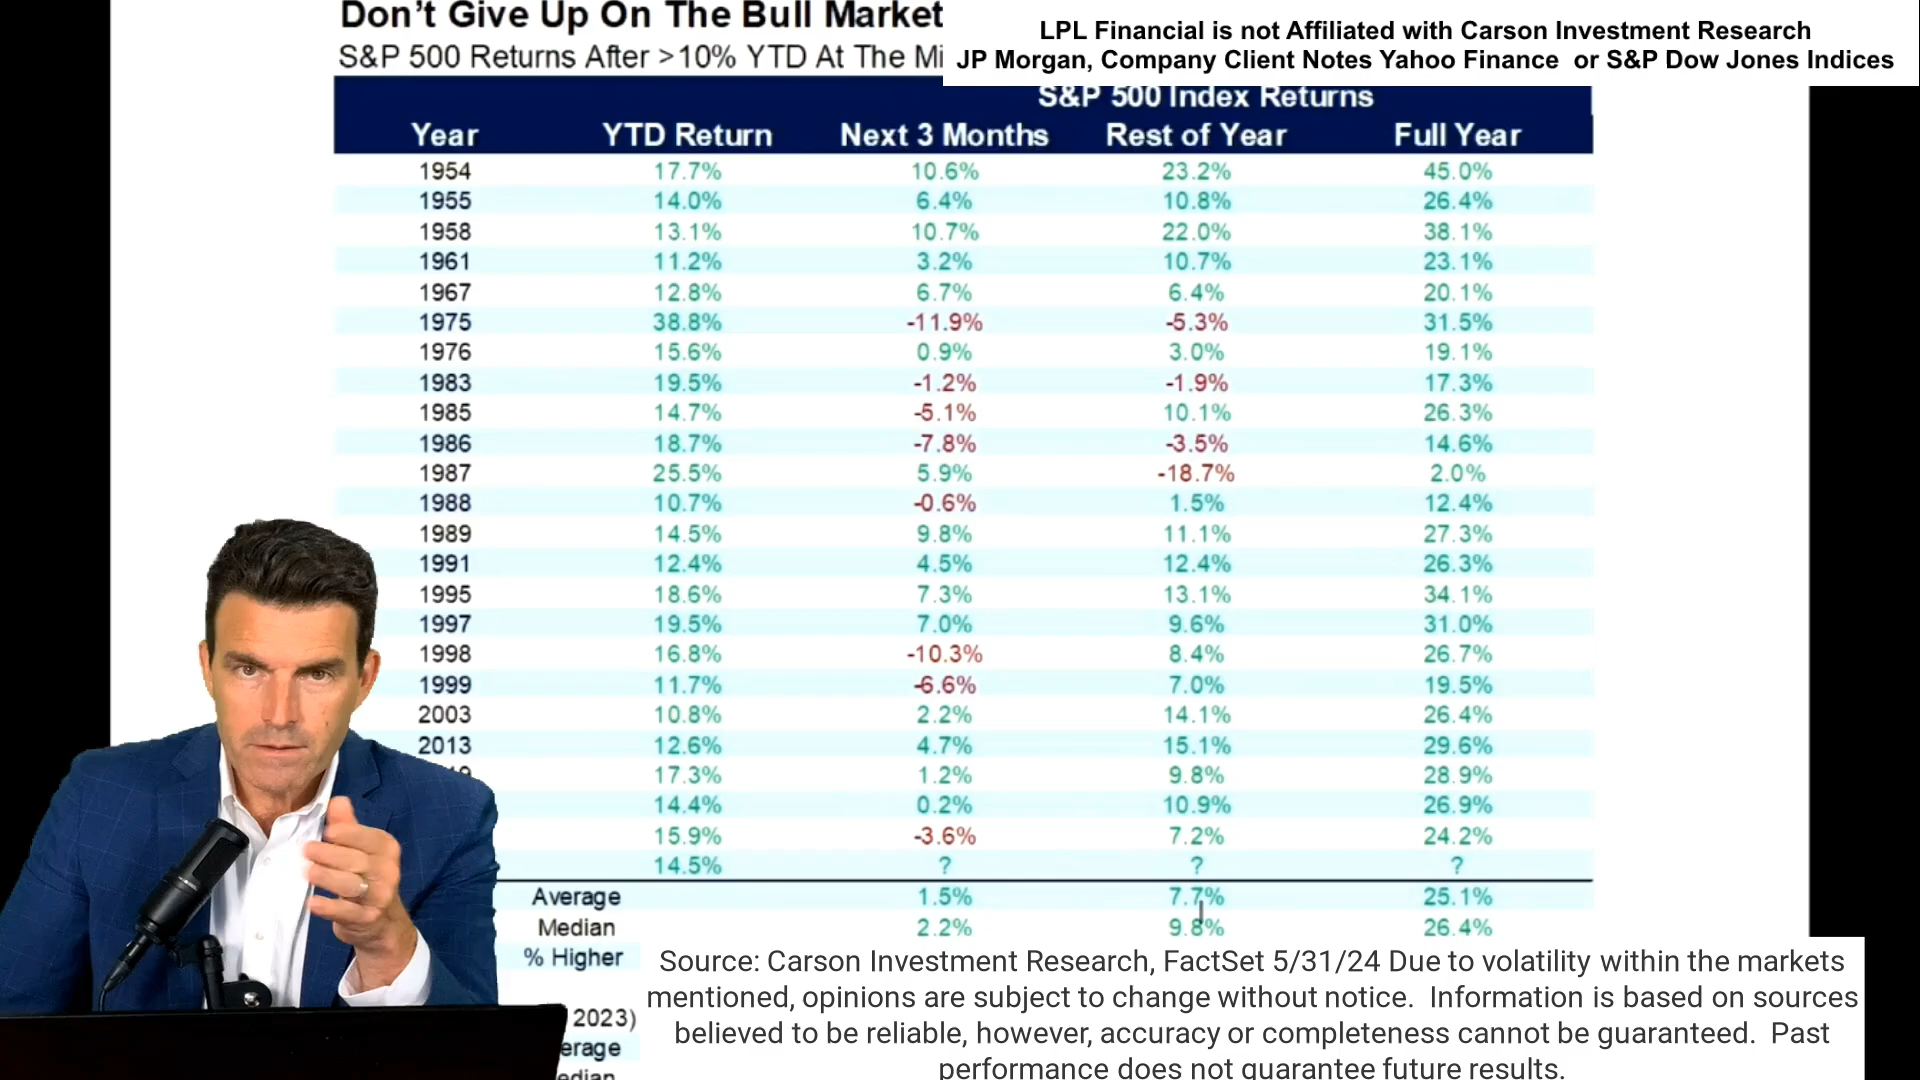 Don't Give Up On The Bull Market
S&P 500 Returns After >10% YTD At The Mi
LPL Financial is not Affiliated with Carson Investment Research
JP Morgan, Company Client Notes Yahoo Finance or S&P Dow Jones Indices
S&P 500 Index Returns
Year YTD Return Next 3 Months Rest of Year Full Year
1954 17.7% 10.6% 23.2% 45.0%
1955 14.0% 6.4% 10.8% 26.4%
1958 13.1% 10.7% 22.0% 38.1%
1961 11.2% 3.2% 10.7% 23.1%
1967 12.8% 6.7% 6.4% 20.1%
1975 38.8% -11.9% -5.3% 31.5%
1976 15.6% 0.9% 3.0% 19.1%
1983 19.5% -1.2% -1.9% 17.3%
1985 14.7% -5.1% 10.1% 26.3%
1986 18.7% -7.8% -3.5% 14.6%
1987 25.5% 5.9% -18.7% 2.0%
1988 10.7% -0.6% 1.5% 12.4%
1989 14.5% 9.8% 11.1% 27.3%
1991 12.4% 4.5% 12.4% 26.3%
1995 18.6% 7.3% 13.1% 34.1%
1997 19.5% 7.0% 9.6% 31.0%
1998 16.8% -10.3% 8.4% 26.7%
1999 11.7% -6.6% 7.0% 19.5%
2003 10.8% 2.2% 14.1% 26.4%
2013 12.6% 4.7% 15.1% 29.6%
17.3% 1.2% 9.8% 28.9%
14.4% 0.2% 10.9% 26.9%
15.9% -3.6% 7.2% 24.2%
14.5% ? ? ?
Average 1.5% 7.7% 25.1%
Median 2.2% 9.8% 26.4%
% Higher
2023)
erage
edian
Source: Carson Investment Research, FactSet 5/31/24 Due to volatility within the markets
mentioned, opinions are subject to change without notice. Information is based on sources
believed to be reliable, however, accuracy or completeness cannot be guaranteed. Past
performance does not guarantee future results.